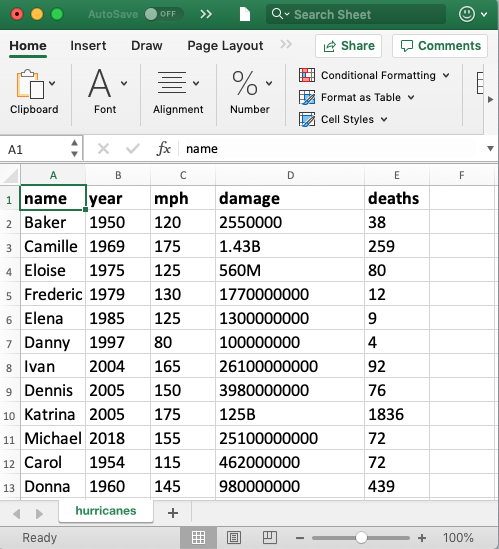 AutoSave OFF Search Sheet
Home Insert Draw Page Layout Share Comments
Clipboard Font Alignment Number
Conditional Formatting
Format as Table
Cell Styles
A1 fx name
A B C D E F
1 name year mph damage deaths
2 Baker 1950 120 2550000 38
3 Camille 1969 175 1.43B 259
4 Eloise 1975 125 560M 80
5 Frederic 1979 130 1770000000 12
6 Elena 1985 125 1300000000 9
7 Danny 1997 80 100000000 4
8 Ivan 2004 165 26100000000 92
9 Dennis 2005 150 3980000000 76
10 Katrina 2005 175 125B 1836
11 Michael 2018 155 25100000000 72
12 Carol 1954 115 462000000 72
13 Donna 1960 145 980000000 439
hurricanes +
Ready 100%